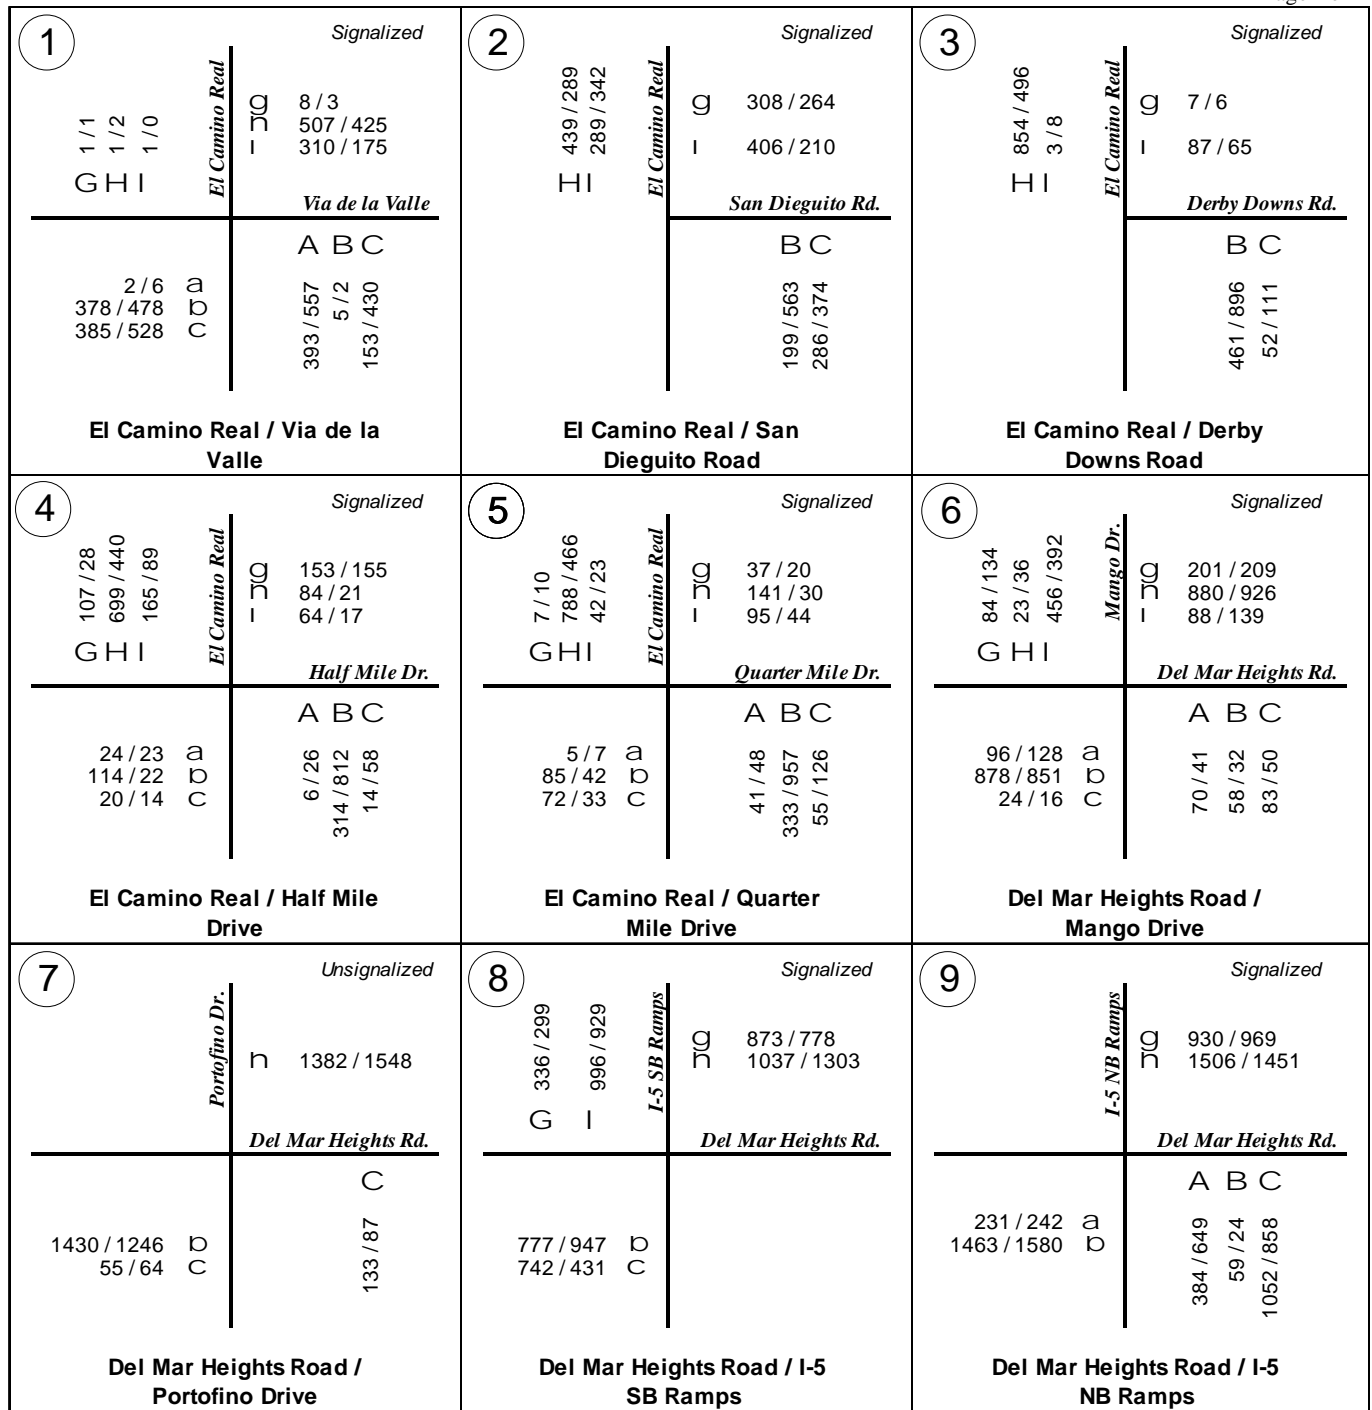 1
Signalized
El Camino Real
1 / 1
1 / 2
1 / 0
G H I
g 8 / 3
h 507 / 425
i 310 / 175
Via de la Valle
2 / 6 a
378 / 478 b
385 / 528 c
A B C
393 / 557
5 / 2
153 / 430
El Camino Real / Via de la
Valle
2
Signalized
El Camino Real
439 / 289
289 / 342
H I
g 308 / 264
i 406 / 210
San Dieguito Rd.
B C
199 / 563
286 / 374
El Camino Real / San
Dieguito Road
3
Signalized
El Camino Real
854 / 496
3 / 8
H I
g 7 / 6
i 87 / 65
Derby Downs Rd.
B C
461 / 896
52 / 111
El Camino Real / Derby
Downs Road
4
Signalized
El Camino Real
107 / 28
699 / 440
165 / 89
G H I
g 153 / 155
h 84 / 21
i 64 / 17
Half Mile Dr.
24 / 23 a
114 / 22 b
20 / 14 c
A B C
6 / 26
314 / 812
14 / 58
El Camino Real / Half Mile
Drive
5
Signalized
El Camino Real
7 / 10
788 / 466
42 / 23
G H I
g 37 / 20
h 141 / 30
i 95 / 44
Quarter Mile Dr.
5 / 7 a
85 / 42 b
72 / 33 c
A B C
41 / 48
333 / 957
55 / 126
El Camino Real / Quarter
Mile Drive
6
Signalized
Mango Dr.
84 / 134
23 / 36
456 / 392
G H I
g 201 / 209
h 880 / 926
i 88 / 139
Del Mar Heights Rd.
96 / 128 a
878 / 851 b
24 / 16 c
A B C
70 / 41
58 / 32
83 / 50
Del Mar Heights Road /
Mango Drive
7
Unsignalized
Portofino Dr.
h 1382 / 1548
Del Mar Heights Rd.
1430 / 1246 b
55 / 64 c
C
133 / 87
Del Mar Heights Road /
Portofino Drive
8
Signalized
I-5 SB Ramps
336 / 299
996 / 929
G I
g 873 / 778
h 1037 / 1303
Del Mar Heights Rd.
777 / 947 b
742 / 431 c
Del Mar Heights Road / I-5
SB Ramps
9
Signalized
I-5 NB Ramps
g 930 / 969
h 1506 / 1451
Del Mar Heights Rd.
231 / 242 a
1463 / 1580 b
A B C
384 / 649
59 / 24
1052 / 858
Del Mar Heights Road / I-5
NB Ramps